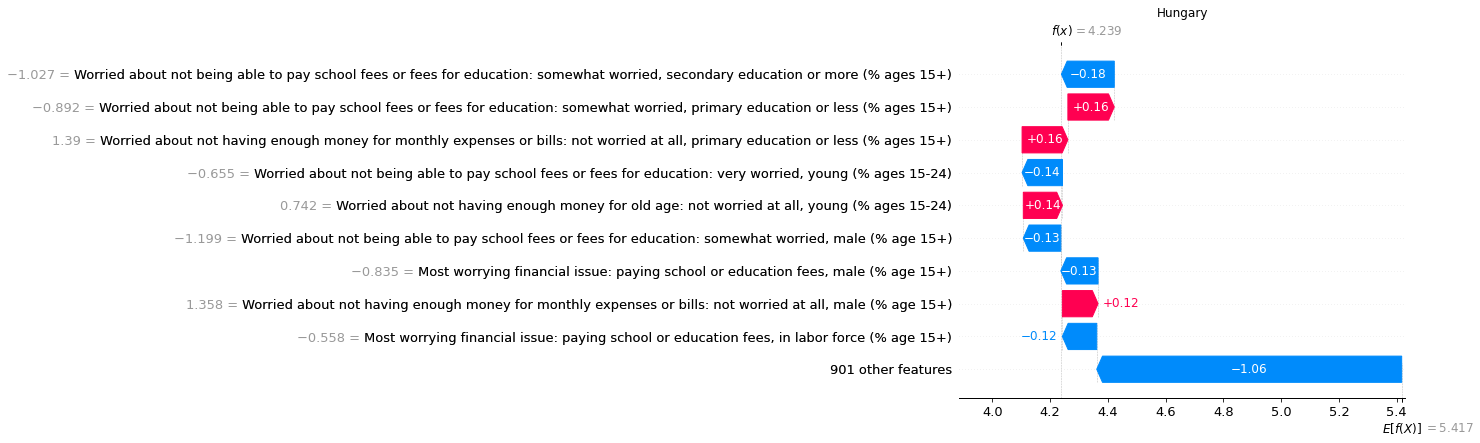 Hungary
f(x) = 4.239
−1.027 = Worried about not being able to pay school fees or fees for education: somewhat worried, secondary education or more (% ages 15+)
−0.18
−0.892 = Worried about not being able to pay school fees or fees for education: somewhat worried, primary education or less (% ages 15+)
+0.16
1.39 = Worried about not having enough money for monthly expenses or bills: not worried at all, primary education or less (% ages 15+)
+0.16
−0.655 = Worried about not being able to pay school fees or fees for education: very worried, young (% ages 15-24)
−0.14
0.742 = Worried about not having enough money for old age: not worried at all, young (% ages 15-24)
+0.14
−1.199 = Worried about not being able to pay school fees or fees for education: somewhat worried, male (% age 15+)
−0.13
−0.835 = Most worrying financial issue: paying school or education fees, male (% age 15+)
−0.13
1.358 = Worried about not having enough money for monthly expenses or bills: not worried at all, male (% age 15+)
+0.12
−0.558 = Most worrying financial issue: paying school or education fees, in labor force (% ages 15+)
−0.12
901 other features
−1.06
4.0 4.2 4.4 4.6 4.8 5.0 5.2 5.4
E[f(X)] = 5.417